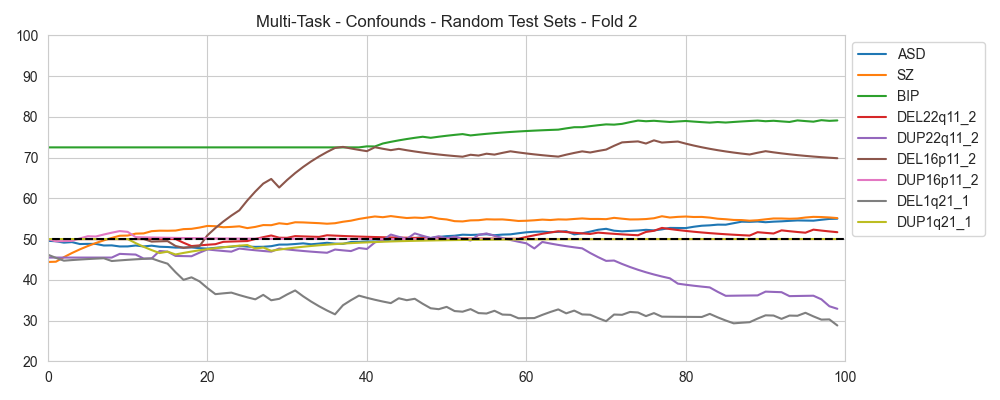 Multi-Task - Confounds - Random Test Sets - Fold 2
100
90
80
70
60
50
40
30
20
0
20
40
60
80
100
ASD
SZ
BIP
DEL22q11_2
DUP22q11_2
DEL16p11_2
DUP16p11_2
DEL1q21_1
DUP1q21_1